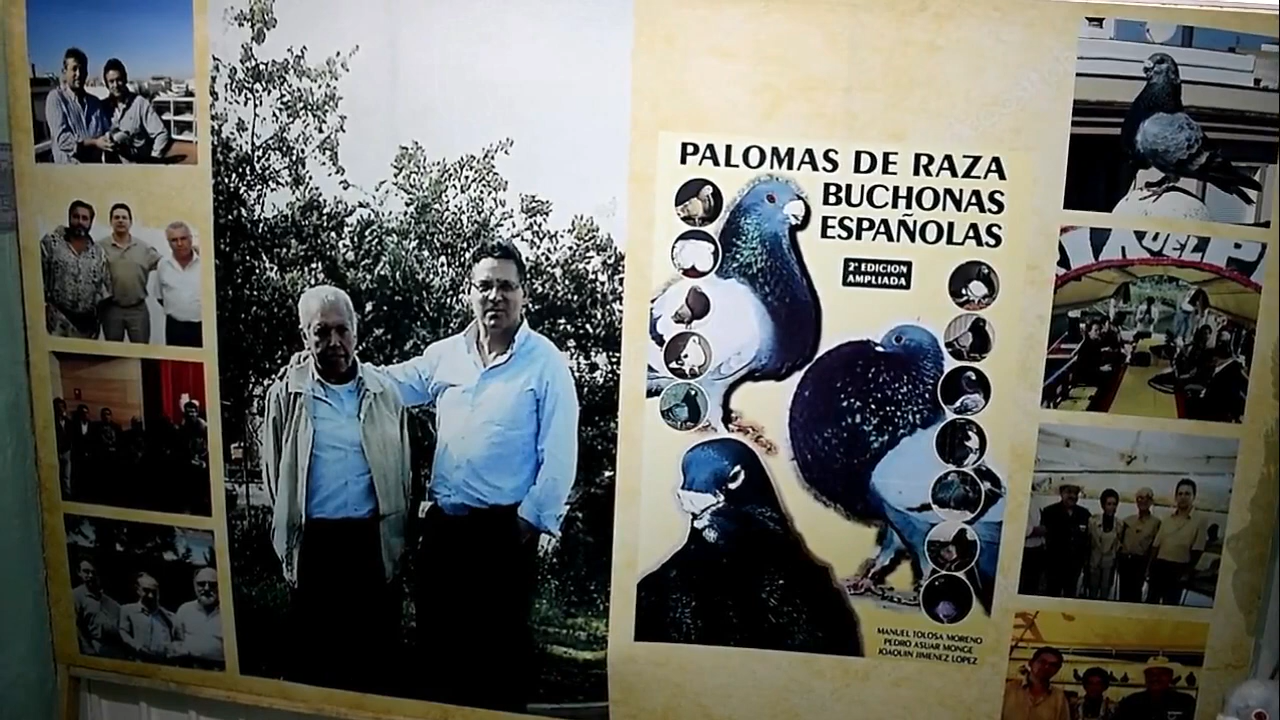 PALOMAS DE RAZA
BUCHONAS
ESPAÑOLAS
2ª EDICION
AMPLIADA
MANUEL TOLOSA MORENO
PEDRO ASUAR MONGE
JOAQUIN JIMENEZ LOPEZ